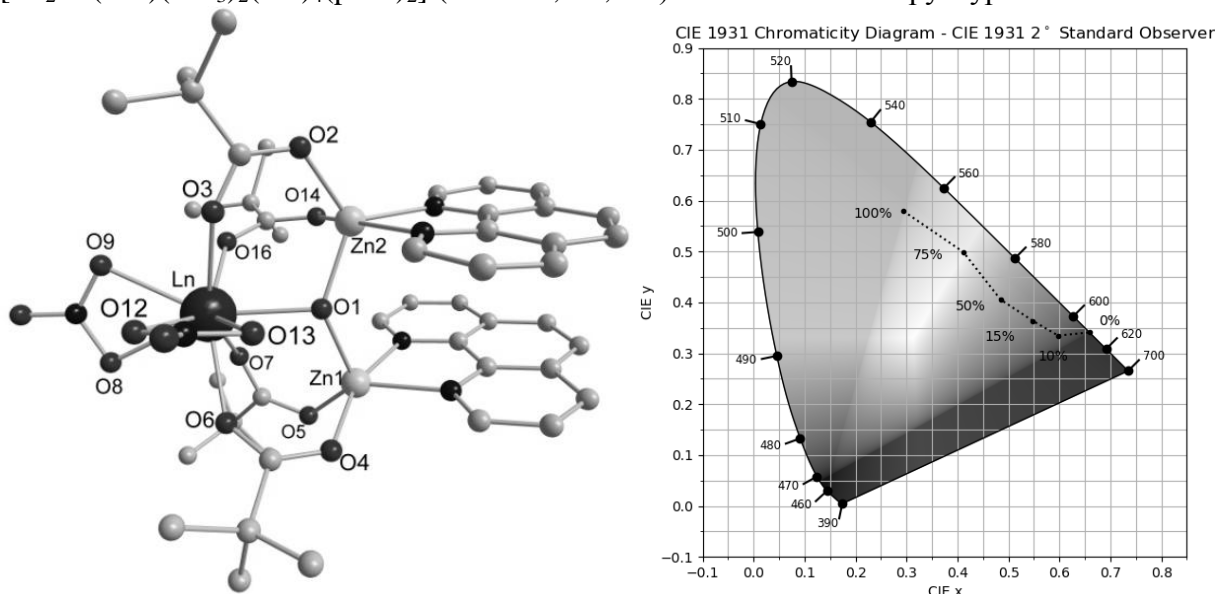 CIE 1931 Chromaticity Diagram - CIE 1931 2° Standard Observer
O2
O3
O14
Zn2
O9
O16
Ln
O12
O1
O13
O7
O8
Zn1
O6
O5
O4
CIE y
0.9
0.8
0.7
0.6
0.5
0.4
0.3
0.2
0.1
0.0
−0.1
520
540
510
560
100%
500
75%
580
50%
600
0%
15%
620
10%
700
490
480
470
460
390
−0.1 0.0 0.1 0.2 0.3 0.4 0.5 0.6 0.7 0.8
CIE x